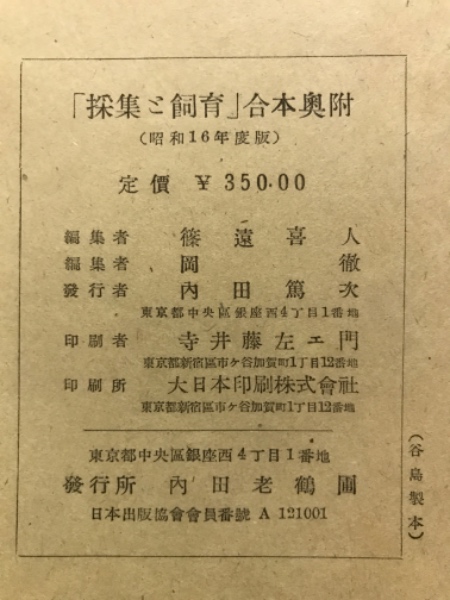 「採集と飼育」合本奧附
(昭和16年度版)
定價 ¥350.00
編集者 篠遠喜人
編集者 岡徹
發行者 內田篤次
東京都中央區銀座西4丁目1番地
印刷者 寺井藤左エ門
東京都新宿區市ケ谷加賀町1丁目12番地
印刷所 大日本印刷株式會社
東京都新宿區市ケ谷加賀町1丁目12番地
東京都中央區銀座西4丁目1番地
發行所 內田老鶴圃
日本出版協會會員番號 A 121001
(谷島製本)